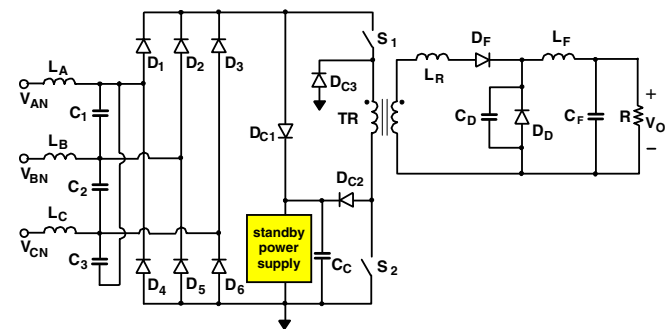 L_A
V_AN
C_1
L_B
V_BN
C_2
L_C
V_CN
C_3
D_1
D_2
D_3
D_4
D_5
D_6
D_C1
standby
power
supply
C_C
D_C2
D_C3
S_1
S_2
TR
L_R
D_F
L_F
C_D
D_D
C_F
R
+
V_O
−